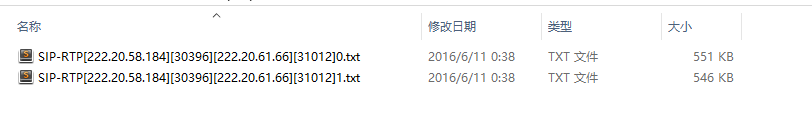 名称 修改日期 类型 大小
SIP-RTP[222.20.58.184][30396][222.20.61.66][31012]0.txt 2016/6/11 0:38 TXT 文件 551 KB
SIP-RTP[222.20.58.184][30396][222.20.61.66][31012]1.txt 2016/6/11 0:38 TXT 文件 546 KB